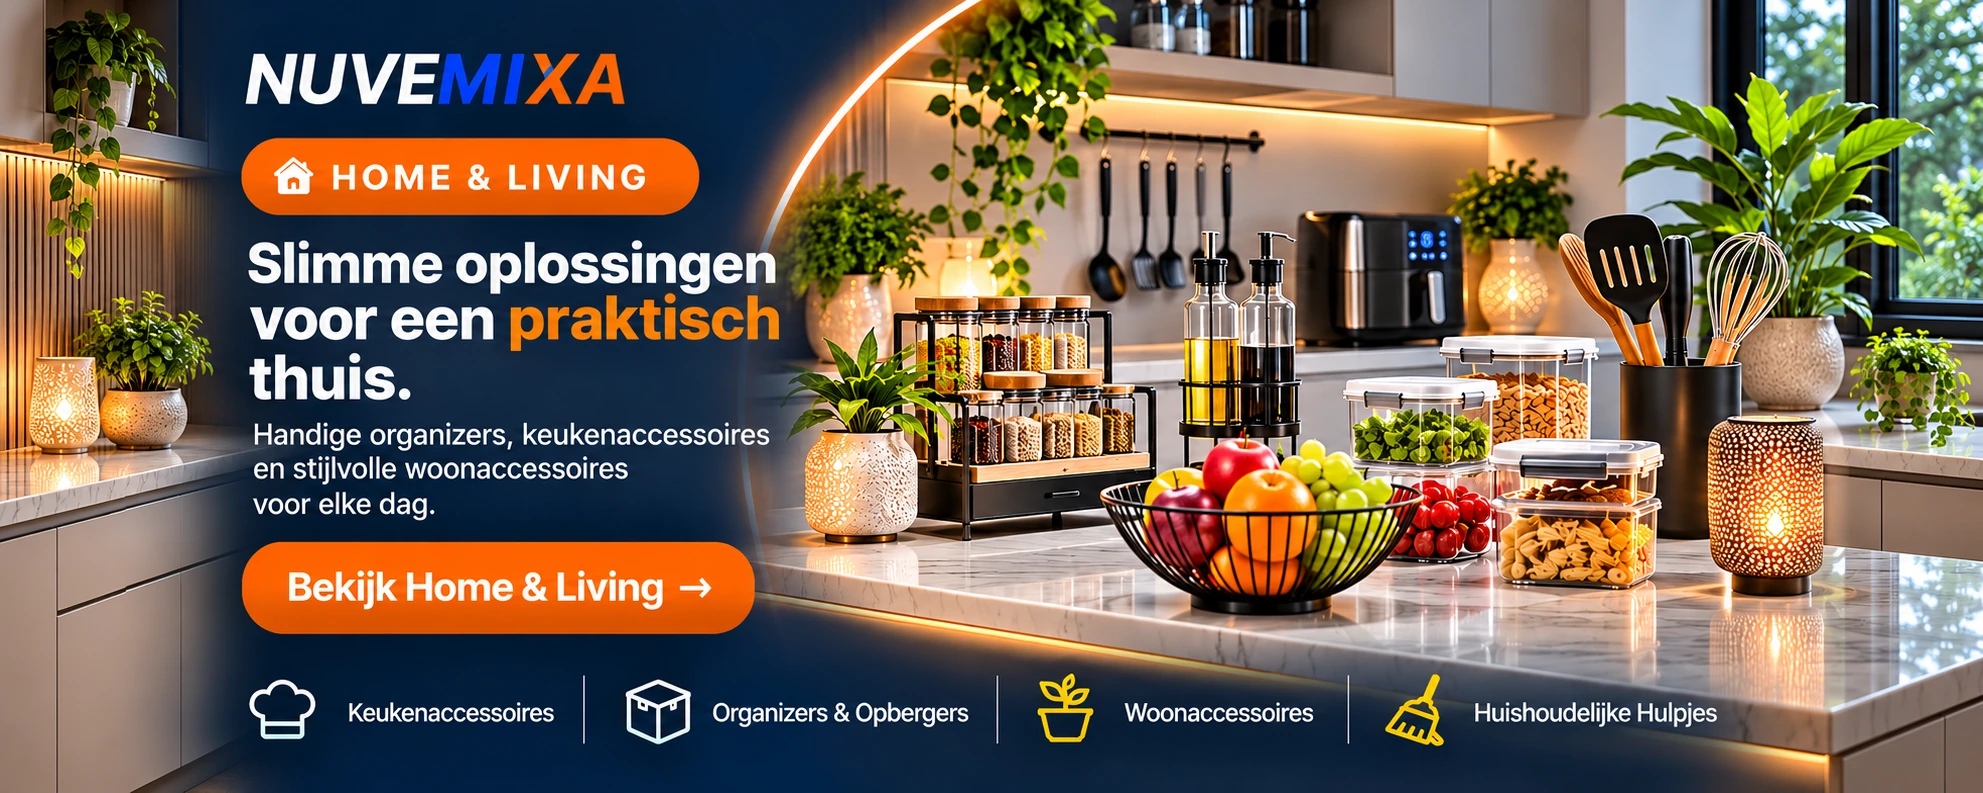 NUVEMIXA
HOME & LIVING
Slimme oplossingen
voor een praktisch
thuis.
Handige organizers, keukenaccessoires
en stijlvolle woonaccessoires
voor elke dag.
Bekijk Home & Living →
Keukenaccessoires
Organizers & Opbergers
Woonaccessoires
Huishoudelijke Hulpjes